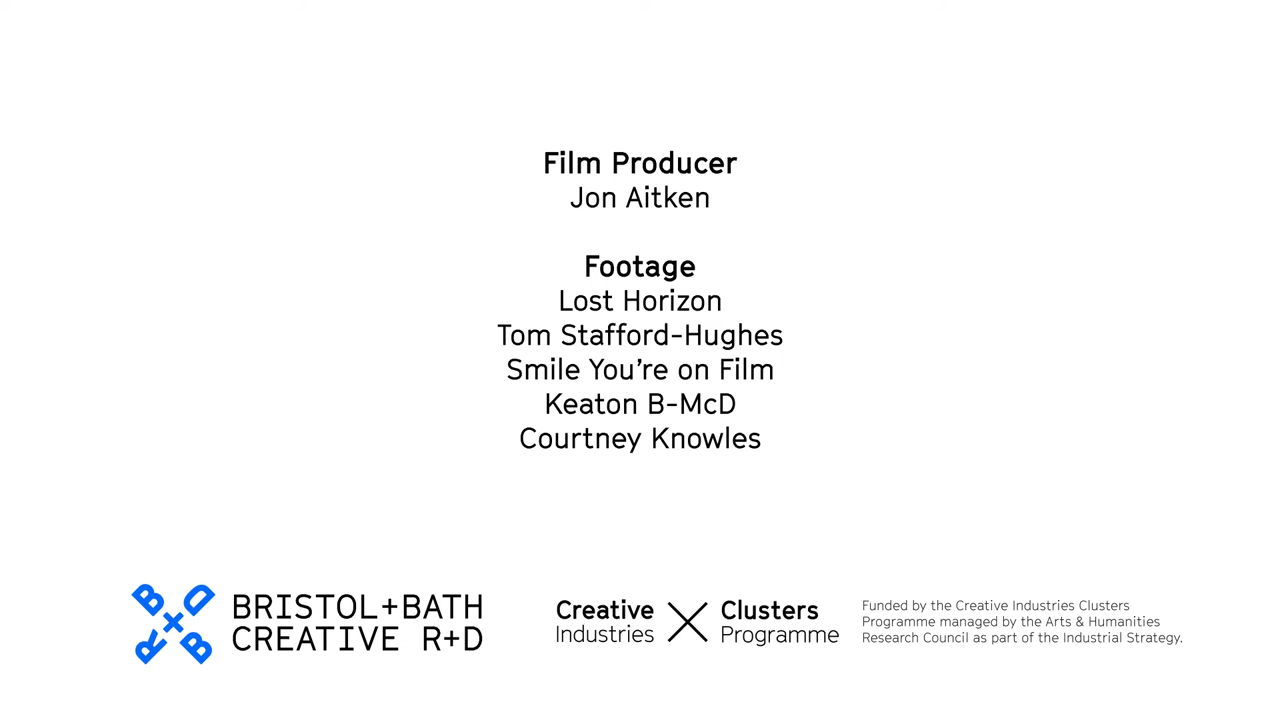 Film Producer
Jon Aitken
Footage
Lost Horizon
Tom Stafford-Hughes
Smile You're on Film
Keaton B-McD
Courtney Knowles
B D
+
R B
BRISTOL+BATH
CREATIVE R+D
Creative
Industries
Clusters
Programme
Funded by the Creative Industries Clusters
Programme managed by the Arts & Humanities
Research Council as part of the Industrial Strategy.